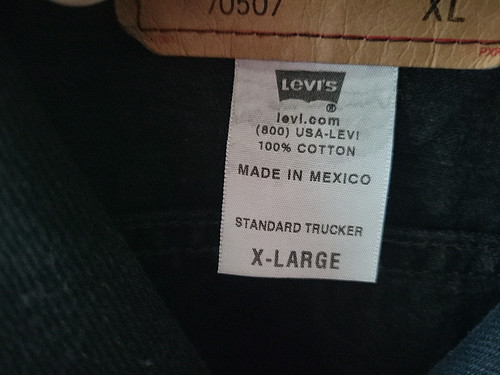 70507 XL
LEVI'S
®
levi.com
(800) USA-LEVI
100% COTTON
MADE IN MEXICO
STANDARD TRUCKER
X-LARGE